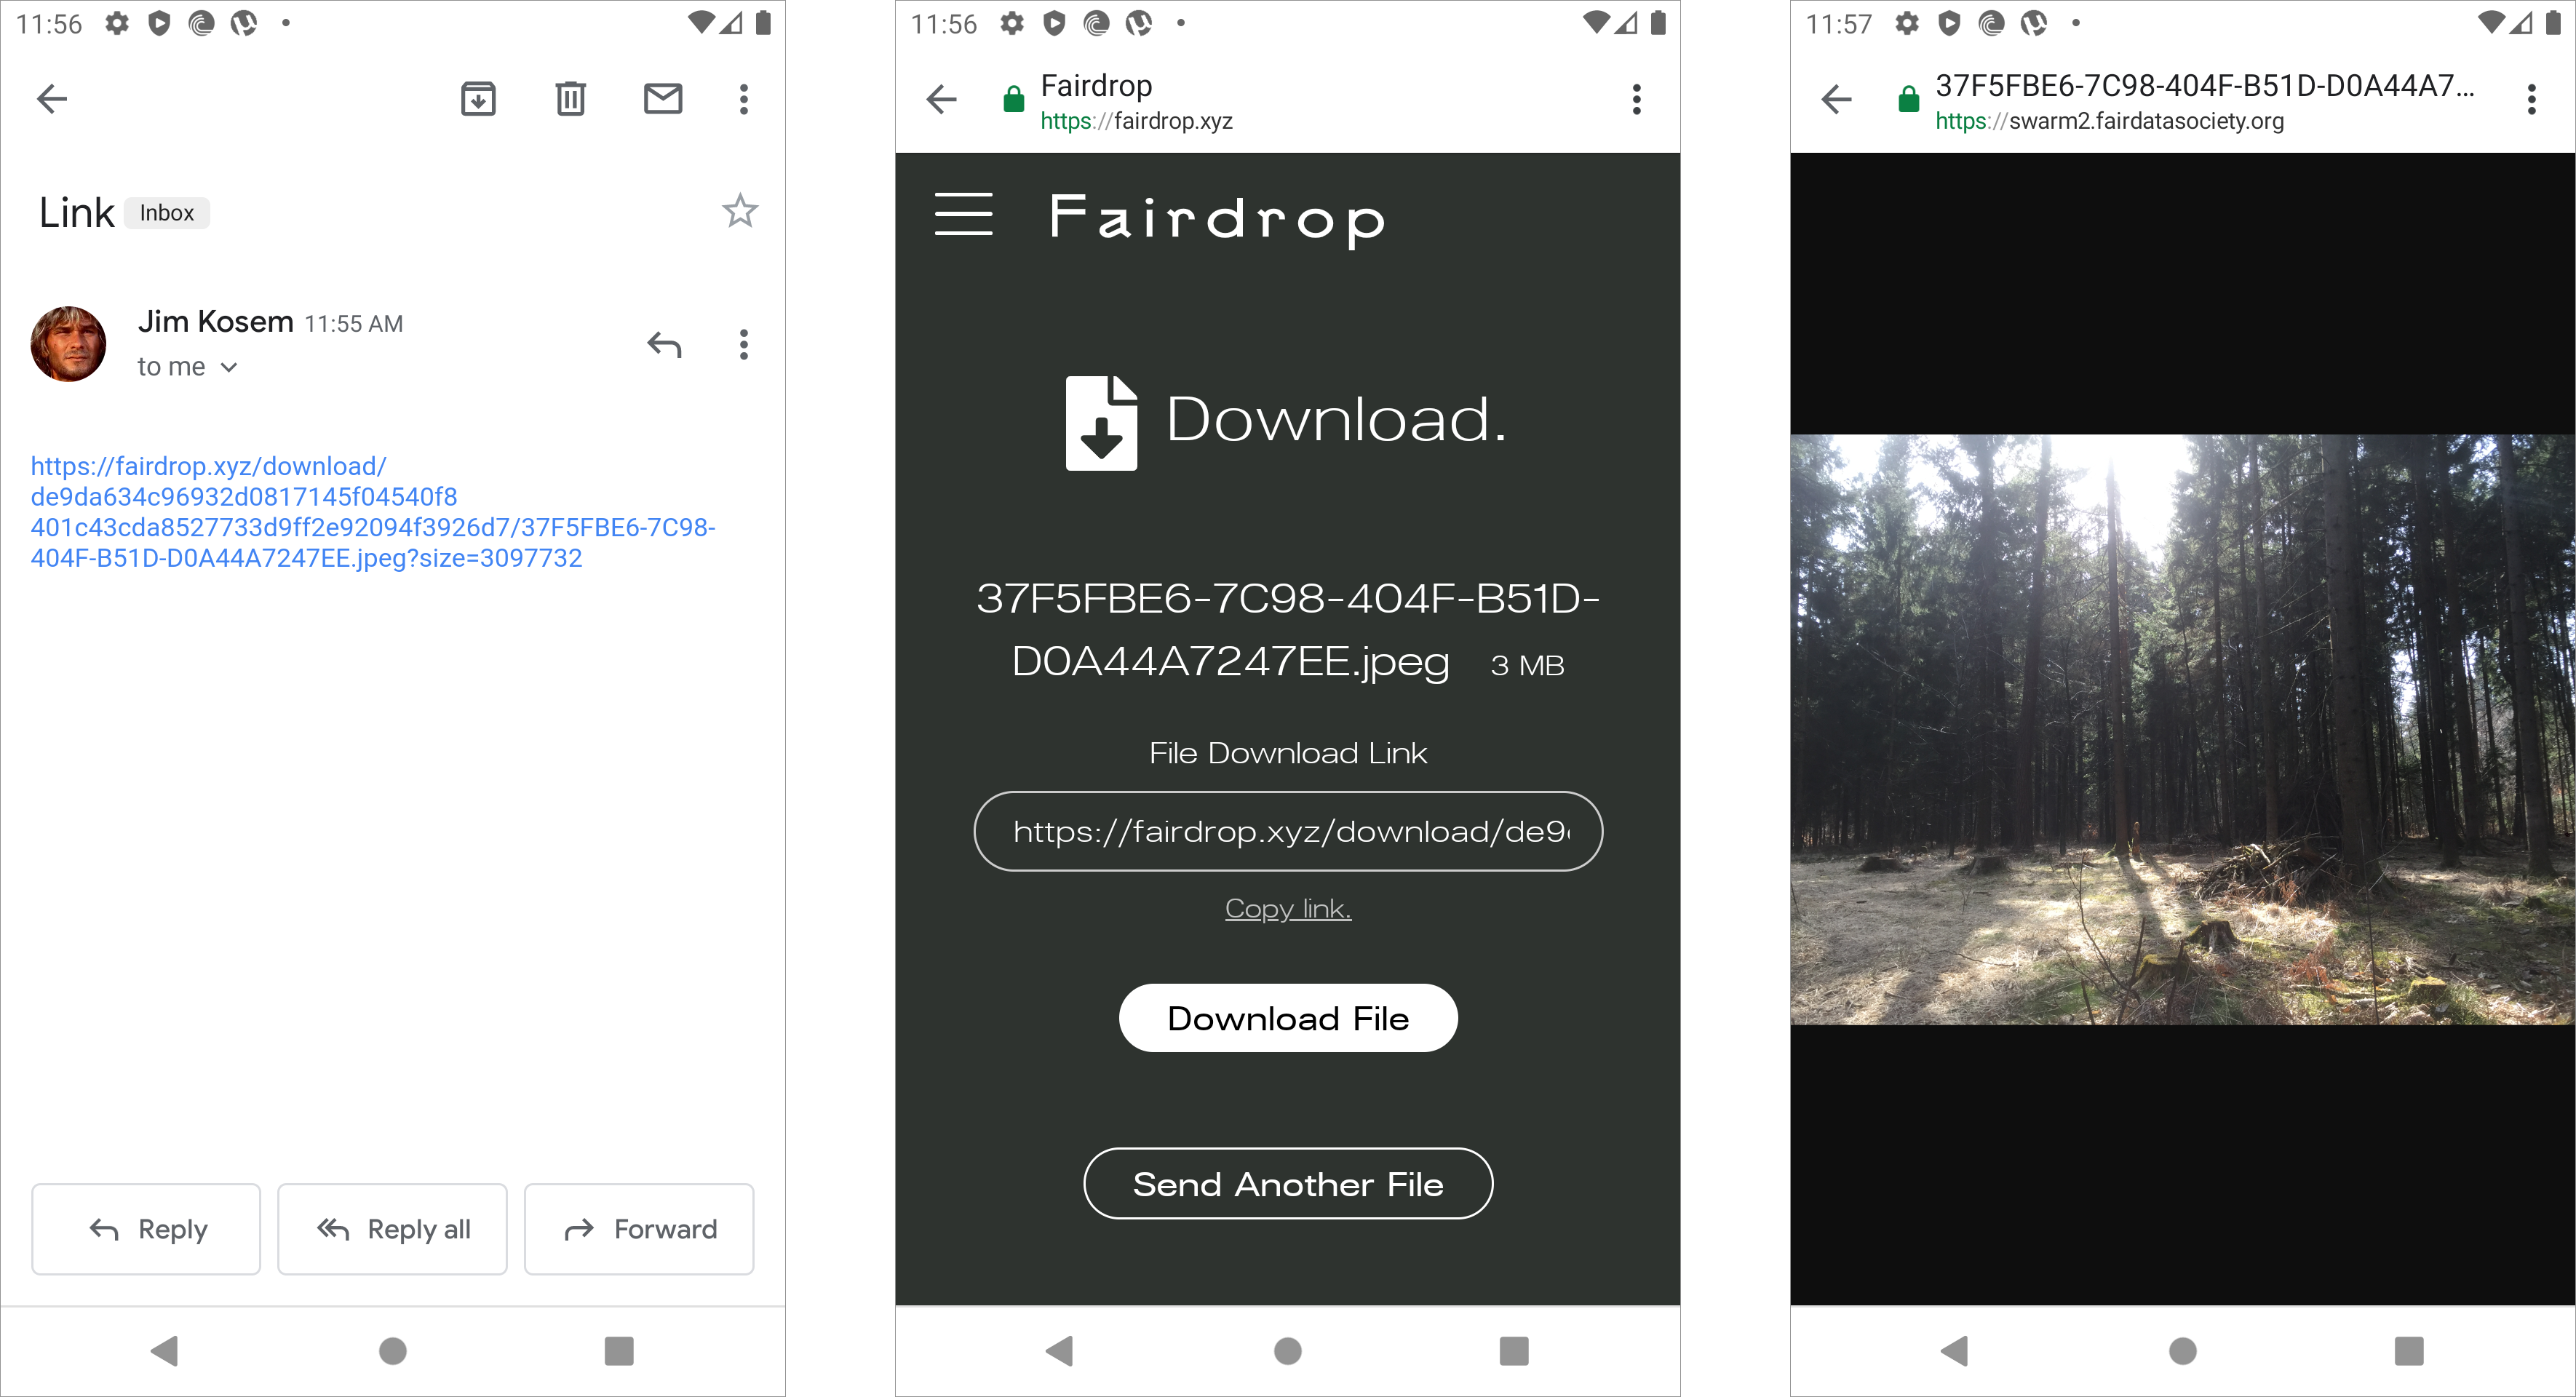 11:56
Link Inbox
Jim Kosem 11:55 AM
to me
https://fairdrop.xyz/download/
de9da634c96932d0817145f04540f8
401c43cda8527733d9ff2e92094f3926d7/37F5FBE6-7C98-
404F-B51D-D0A44A7247EE.jpeg?size=3097732
Reply
Reply all
Forward
11:56
Fairdrop
https://fairdrop.xyz
Fairdrop
Download.
37F5FBE6-7C98-404F-B51D-
D0A44A7247EE.jpeg 3 MB
File Download Link
https://fairdrop.xyz/download/de9
Copy link.
Download File
Send Another File
11:57
37F5FBE6-7C98-404F-B51D-D0A44A7...
https://swarm2.fairdatasociety.org